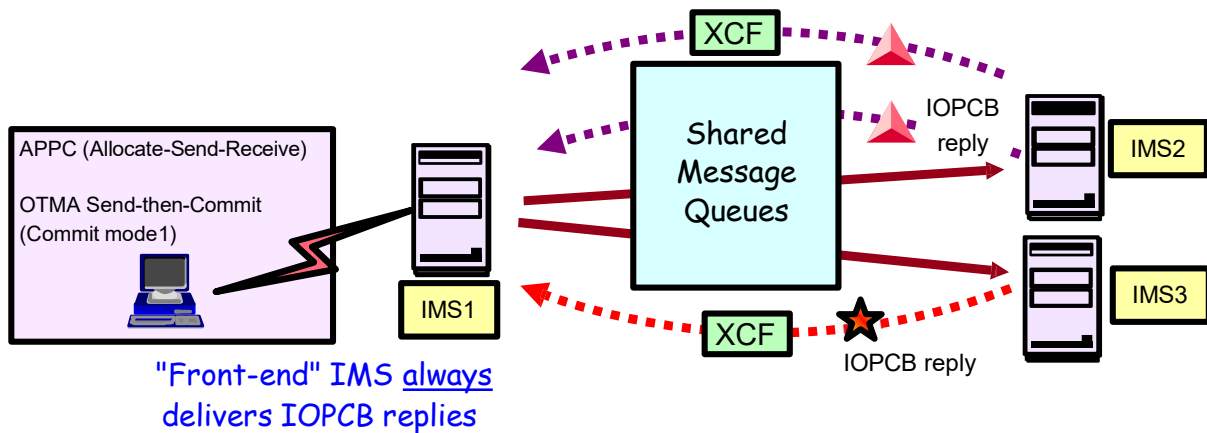 XCF
APPC (Allocate-Send-Receive)
OTMA Send-then-Commit
(Commit mode1)
Shared
Message
Queues
IOPCB
reply
IMS2
IMS1
IMS3
XCF
IOPCB reply
"Front-end" IMS always
delivers IOPCB replies